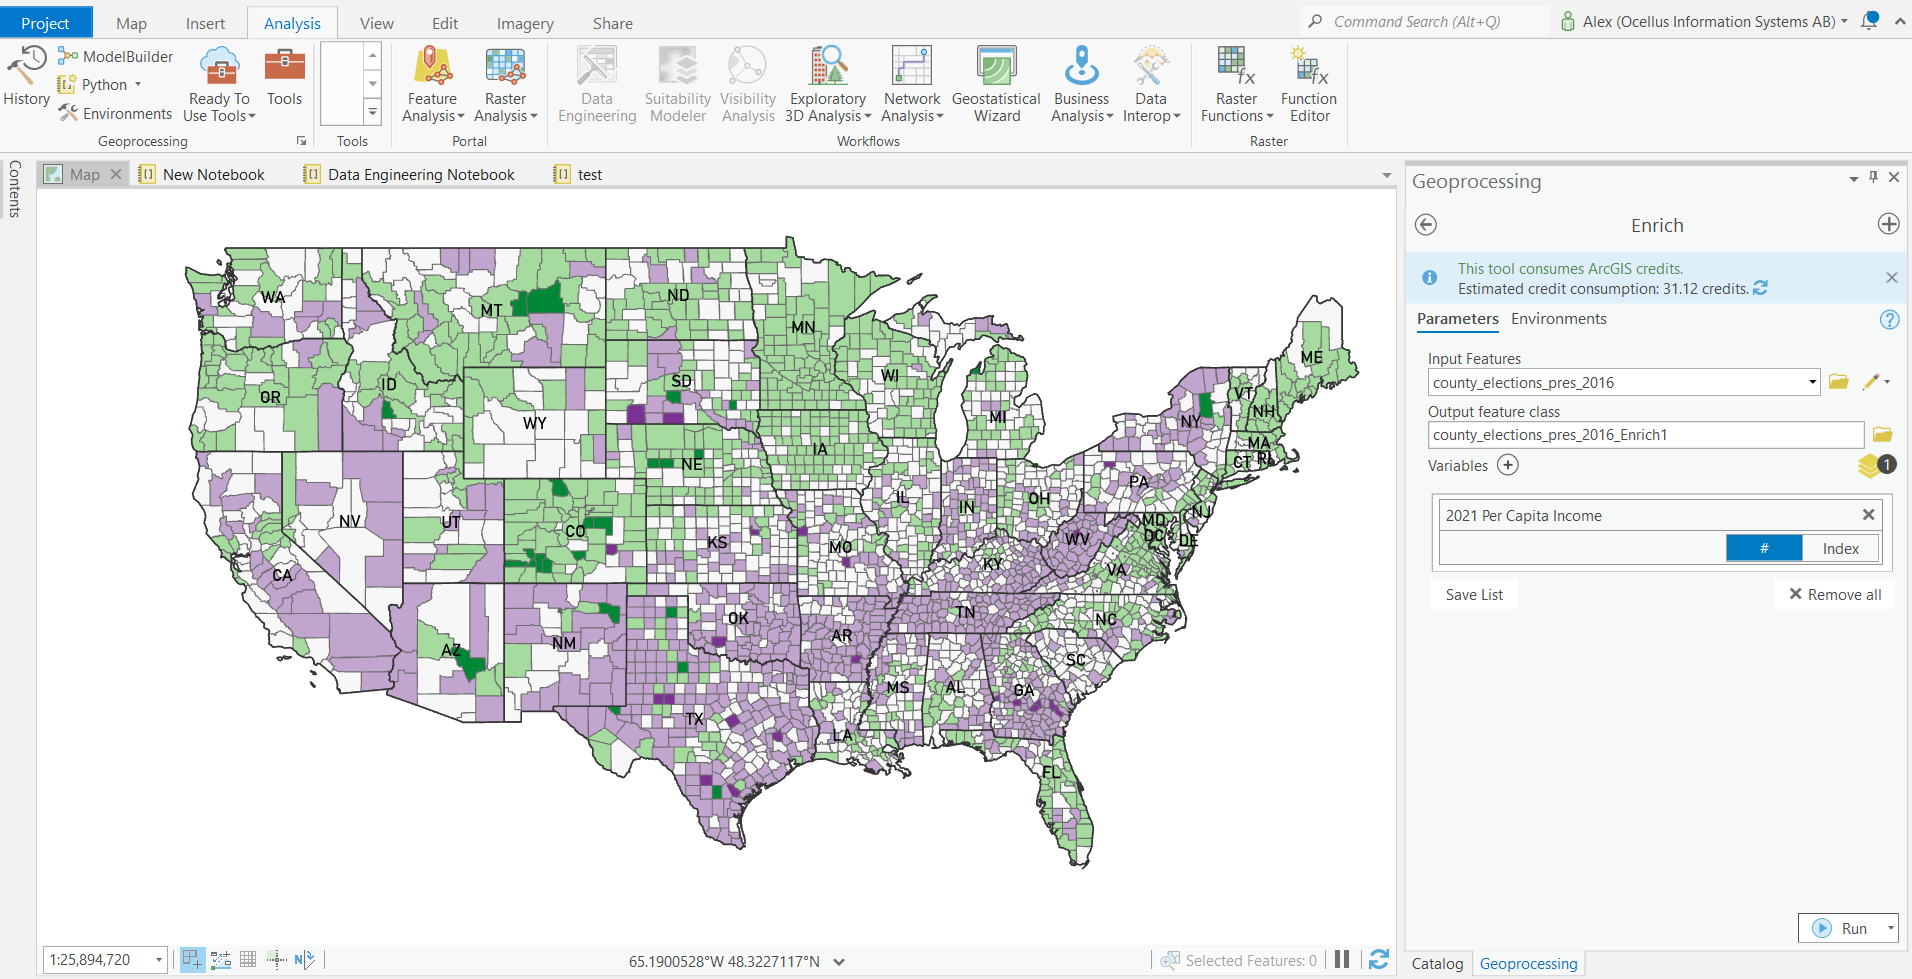 Project
Map
Insert
Analysis
View
Edit
Imagery
Share
Command Search (Alt+Q)
Alex (Ocellus Information Systems AB)
History
ModelBuilder
Python
Environments
Ready To
Use Tools
Tools
Geoprocessing
Tools
Feature
Analysis
Raster
Analysis
Portal
Data
Engineering
Suitability
Modeler
Visibility
Analysis
Exploratory
3D Analysis
Network
Analysis
Geostatistical
Wizard
Business
Analysis
Data
Interop
Workflows
Raster
Functions
Function
Editor
Raster
Contents
Map
New Notebook
Data Engineering Notebook
test
WA
MT
ND
MN
ME
OR
ID
SD
WI
VT
NH
WY
MI
NY
MA
IA
CT RI
NE
PA
NV
UT
CO
IL
IN
OH
NJ
MD
DC
DE
KS
MO
WV
KY
VA
CA
OK
TN
NC
AZ
NM
AR
SC
MS
AL
GA
TX
LA
FL
1:25,894,720
65.1900528°W 48.3227117°N
Selected Features: 0
Geoprocessing
Enrich
This tool consumes ArcGIS credits.
Estimated credit consumption: 31.12 credits.
Parameters
Environments
Input Features
county_elections_pres_2016
Output feature class
county_elections_pres_2016_Enrich1
Variables
1
2021 Per Capita Income
#
Index
Save List
Remove all
Run
Catalog
Geoprocessing